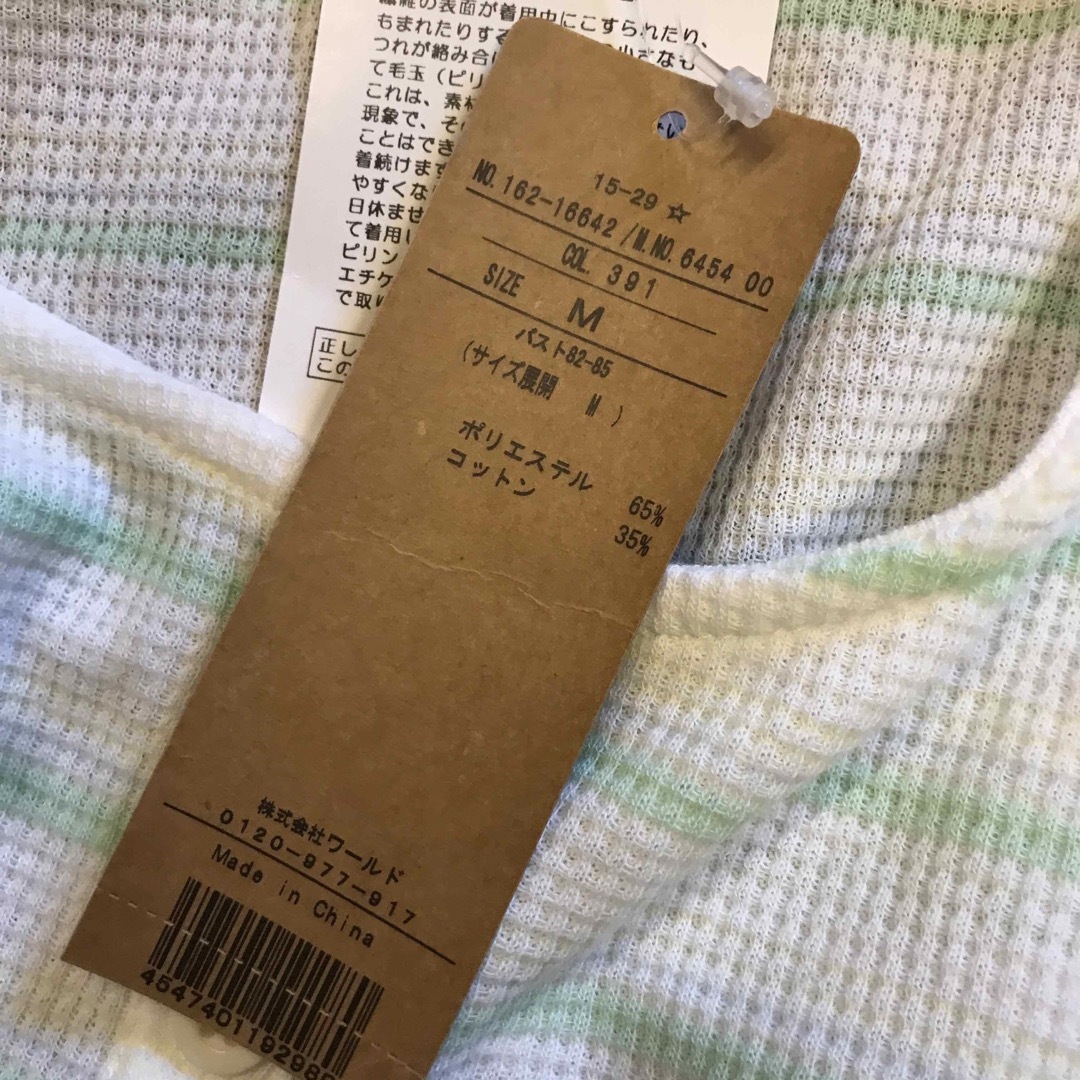 繊維の表面が着用中にこすられたり、
もまれたりする
つれが絡み合
て毛玉（ピリ
これは、素材
現象で、その
ことはでき
着続けます
やすくな
日休ませ
て着用し
ピリン
エチケ
で取り
正し
この
15-29 ☆
NO. 162-16642 /M.NO. 6454 00
COL. 391
SIZE M
バスト82-85
(サイズ展開 M )
ポリエステル 65%
コットン 35%
株式会社ワールド
0120-977-917
Made in China
454740119298